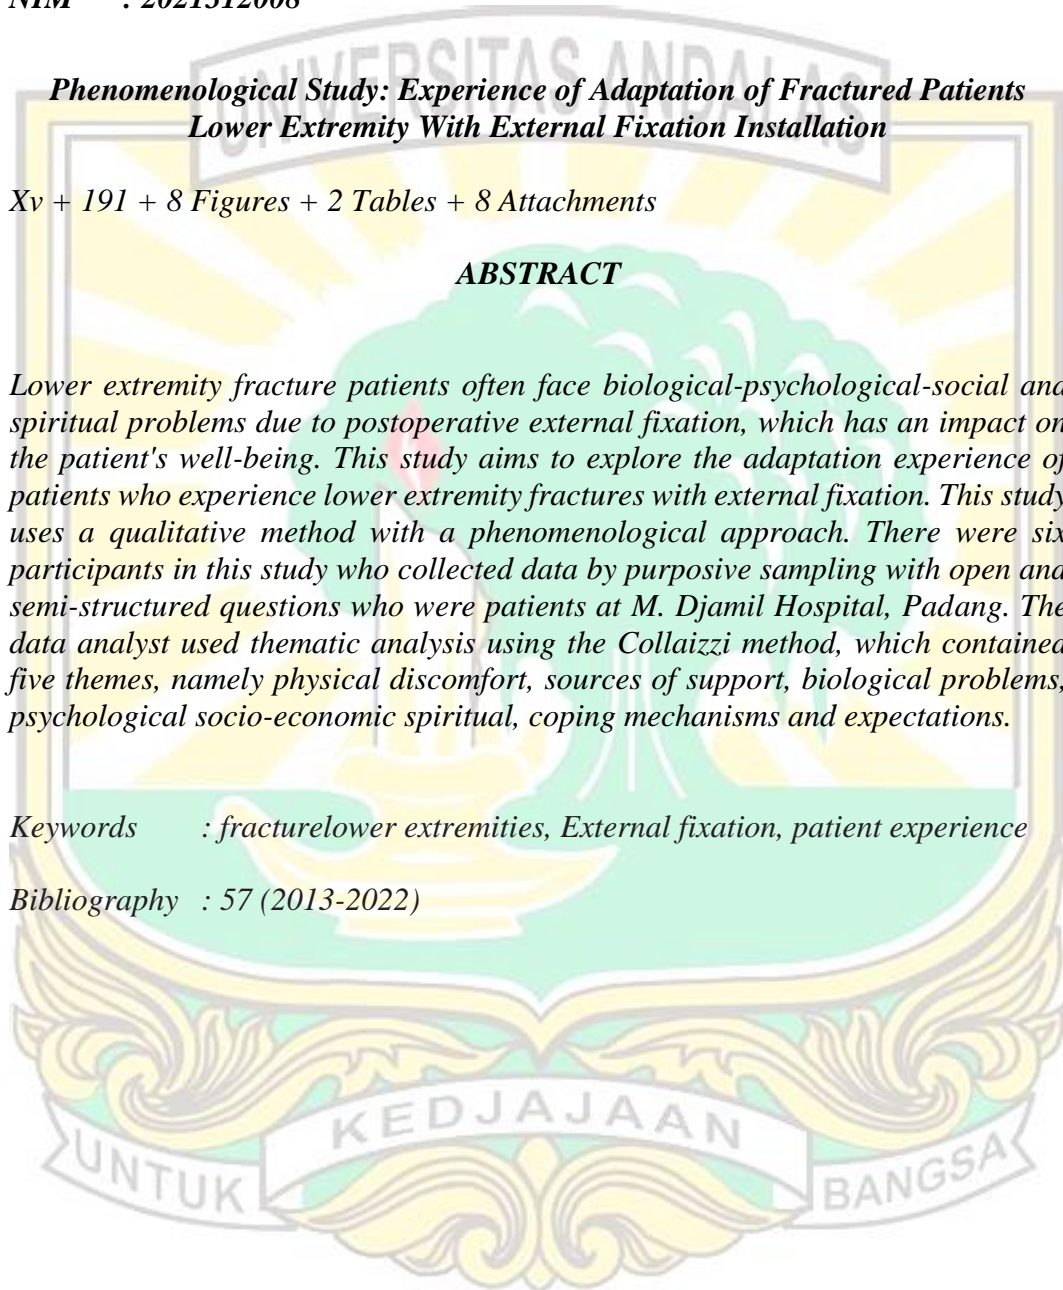 NIM : 2021312008
UNIVERSITAS ANDALAS
Phenomenological Study: Experience of Adaptation of Fractured Patients
Lower Extremity With External Fixation Installation
Xv + 191 + 8 Figures + 2 Tables + 8 Attachments
ABSTRACT
Lower extremity fracture patients often face biological-psychological-social and
spiritual problems due to postoperative external fixation, which has an impact on
the patient's well-being. This study aims to explore the adaptation experience of
patients who experience lower extremity fractures with external fixation. This study
uses a qualitative method with a phenomenological approach. There were six
participants in this study who collected data by purposive sampling with open and
semi-structured questions who were patients at M. Djamil Hospital, Padang. The
data analyst used thematic analysis using the Collaizzi method, which contained
five themes, namely physical discomfort, sources of support, biological problems,
psychological socio-economic spiritual, coping mechanisms and expectations.
Keywords : fracturelower extremities, External fixation, patient experience
Bibliography : 57 (2013-2022)
UNTUK KEDJAJAAN BANGSA